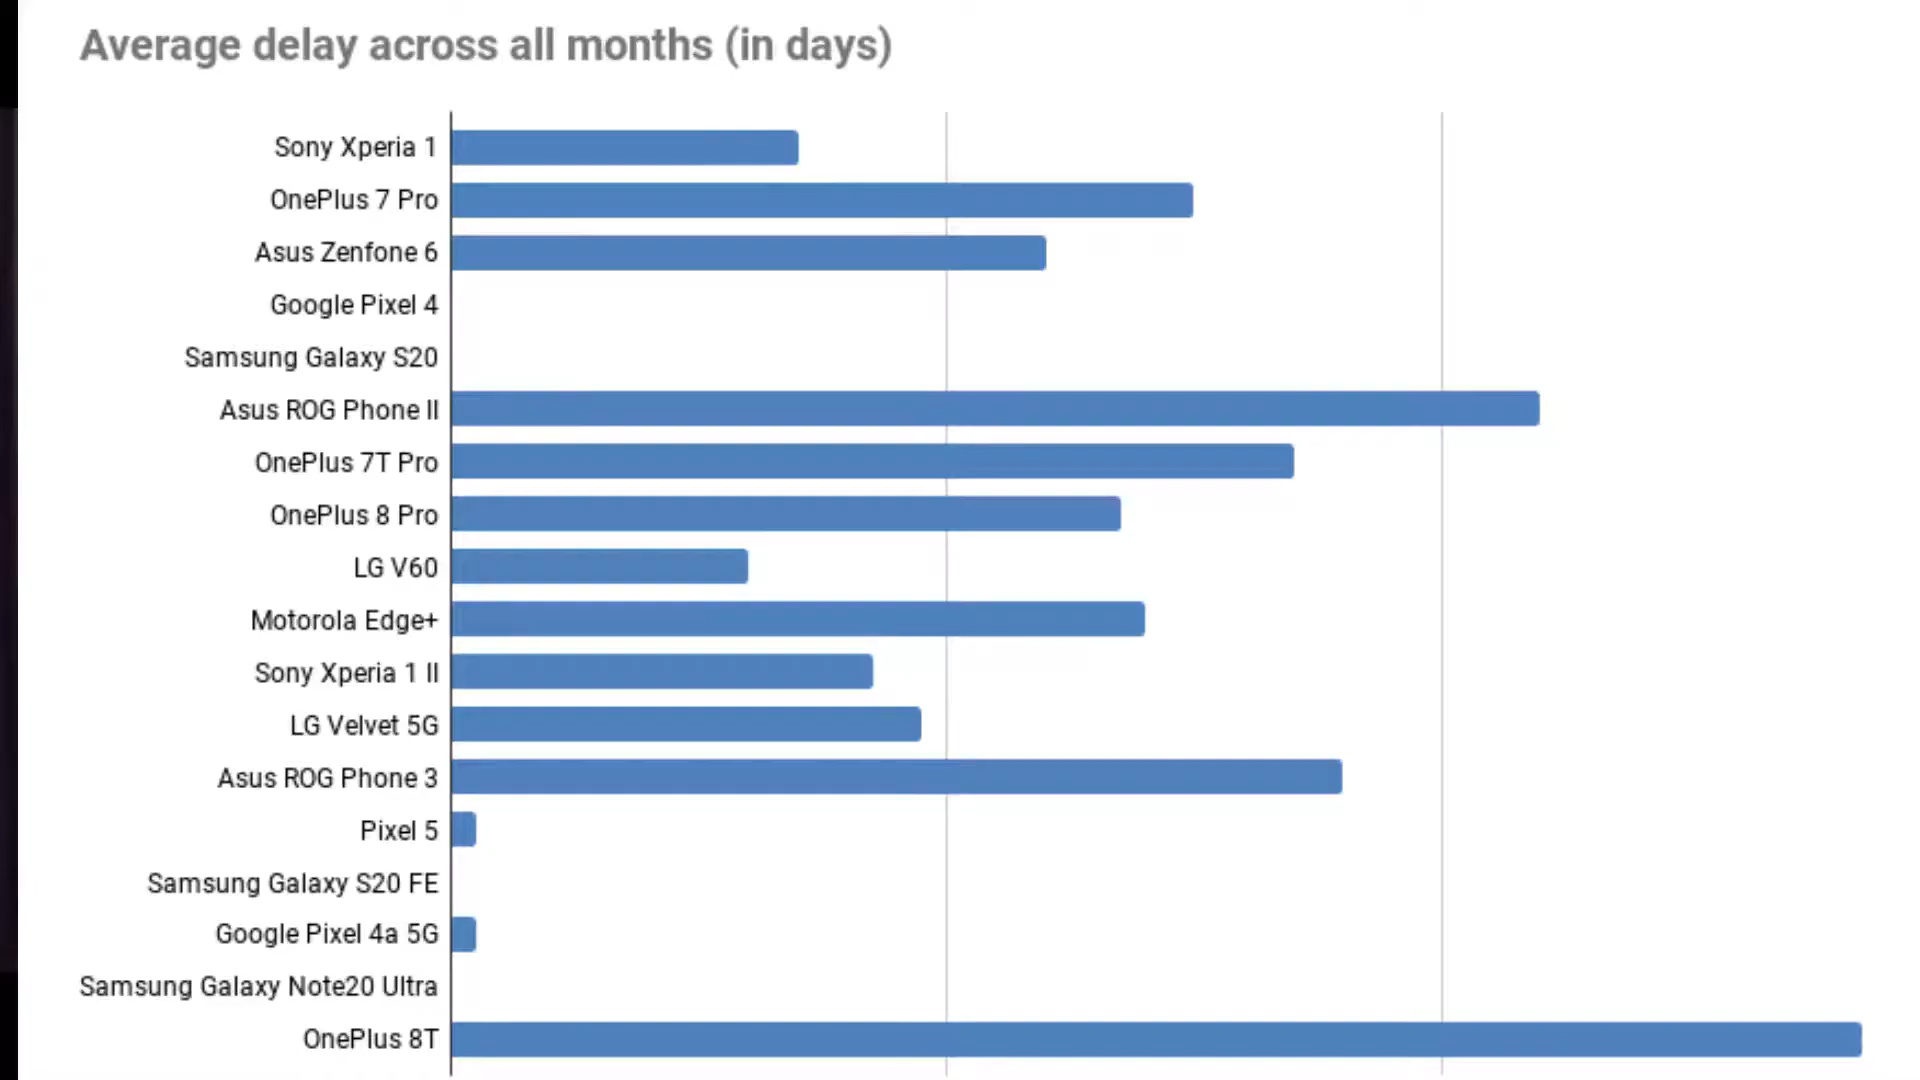 Average delay across all months (in days)
Sony Xperia 1
OnePlus 7 Pro
Asus Zenfone 6
Google Pixel 4
Samsung Galaxy S20
Asus ROG Phone II
OnePlus 7T Pro
OnePlus 8 Pro
LG V60
Motorola Edge+
Sony Xperia 1 II
LG Velvet 5G
Asus ROG Phone 3
Pixel 5
Samsung Galaxy S20 FE
Google Pixel 4a 5G
Samsung Galaxy Note20 Ultra
OnePlus 8T